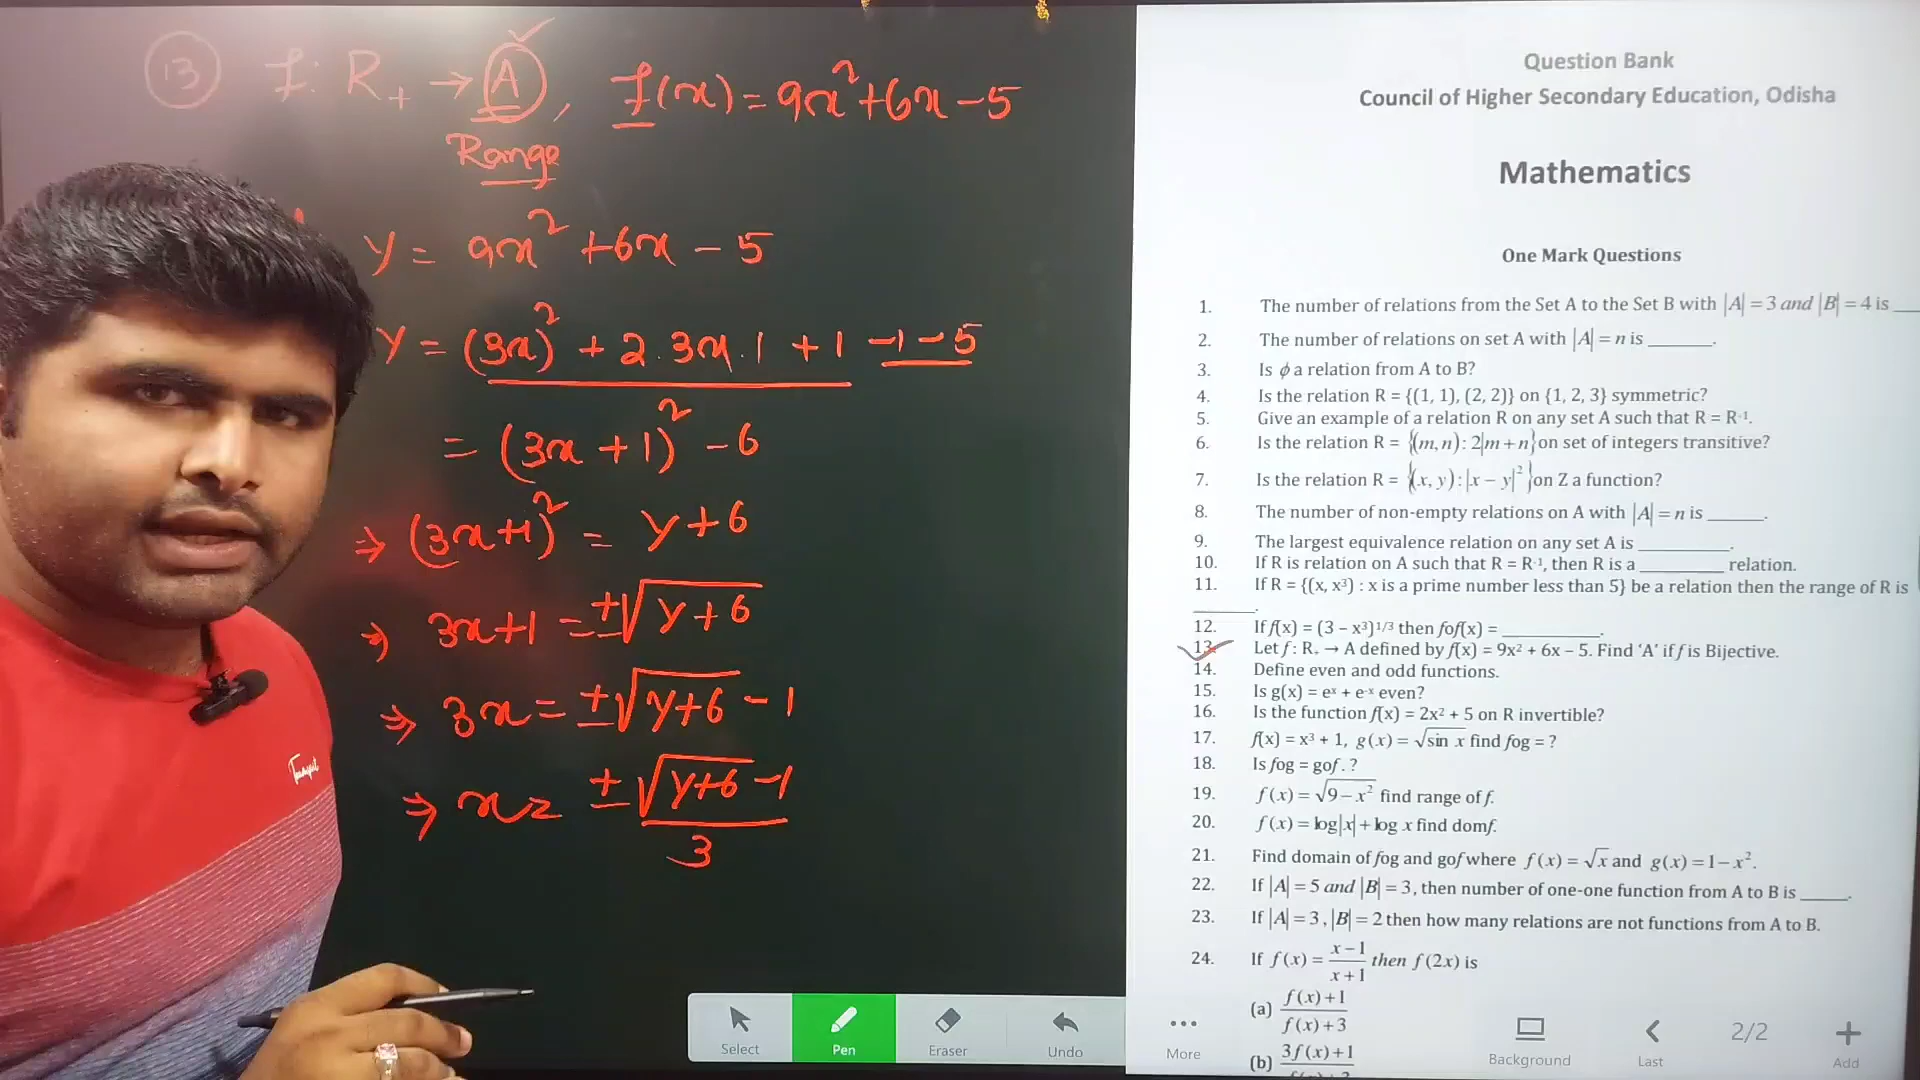 13 f: R₊ → A, f(x) = 9x² + 6x - 5
Range
y = 9x² + 6x - 5
y = (3x)² + 2.3x.1 + 1 - 1 - 5
= (3x + 1)² - 6
⇒ (3x+1)² = y + 6
⇒ 3x+1 = ±√(y + 6)
⇒ 3x = ±√(y+6) - 1
⇒ x = (±√(y+6) - 1)/3
Select
Pen
Eraser
Undo
Question Bank
Council of Higher Secondary Education, Odisha
Mathematics
One Mark Questions
1. The number of relations from the Set A to the Set B with |A| = 3 and |B| = 4 is __
2. The number of relations on set A with |A| = n is ______.
3. Is ϕ a relation from A to B?
4. Is the relation R = {(1, 1), (2, 2)} on {1, 2, 3} symmetric?
5. Give an example of a relation R on any set A such that R = R⁻¹.
6. Is the relation R = {(m, n) : 2|m + n} on set of integers transitive?
7. Is the relation R = {(x, y) : |x − y|²} on Z a function?
8. The number of non-empty relations on A with |A| = n is ______.
9. The largest equivalence relation on any set A is _________.
10. If R is relation on A such that R = R⁻¹, then R is a _________ relation.
11. If R = {(x, x³) : x is a prime number less than 5} be a relation then the range of R is
______.
12. If f(x) = (3 – x³)¹/³ then fof(x) = __________.
13. Let f : R₊ → A defined by f(x) = 9x² + 6x – 5. Find ‘A’ if f is Bijective.
14. Define even and odd functions.
15. Is g(x) = eˣ + e⁻ˣ even?
16. Is the function f(x) = 2x² + 5 on R invertible?
17. f(x) = x³ + 1, g(x) = √(sin x) find fog = ?
18. Is fog = gof. ?
19. f(x) = √(9 − x²) find range of f.
20. f(x) = log|x| + log x find domf.
21. Find domain of fog and gof where f(x) = √x and g(x) = 1 − x².
22. If |A| = 5 and |B| = 3, then number of one-one function from A to B is _____.
23. If |A| = 3, |B| = 2 then how many relations are not functions from A to B.
24. If f(x) = (x − 1)/(x + 1) then f(2x) is
(a) (f(x) + 1)/(f(x) + 3)
(b) 3f(x) + 1
More
Background
Last
2/2
Add